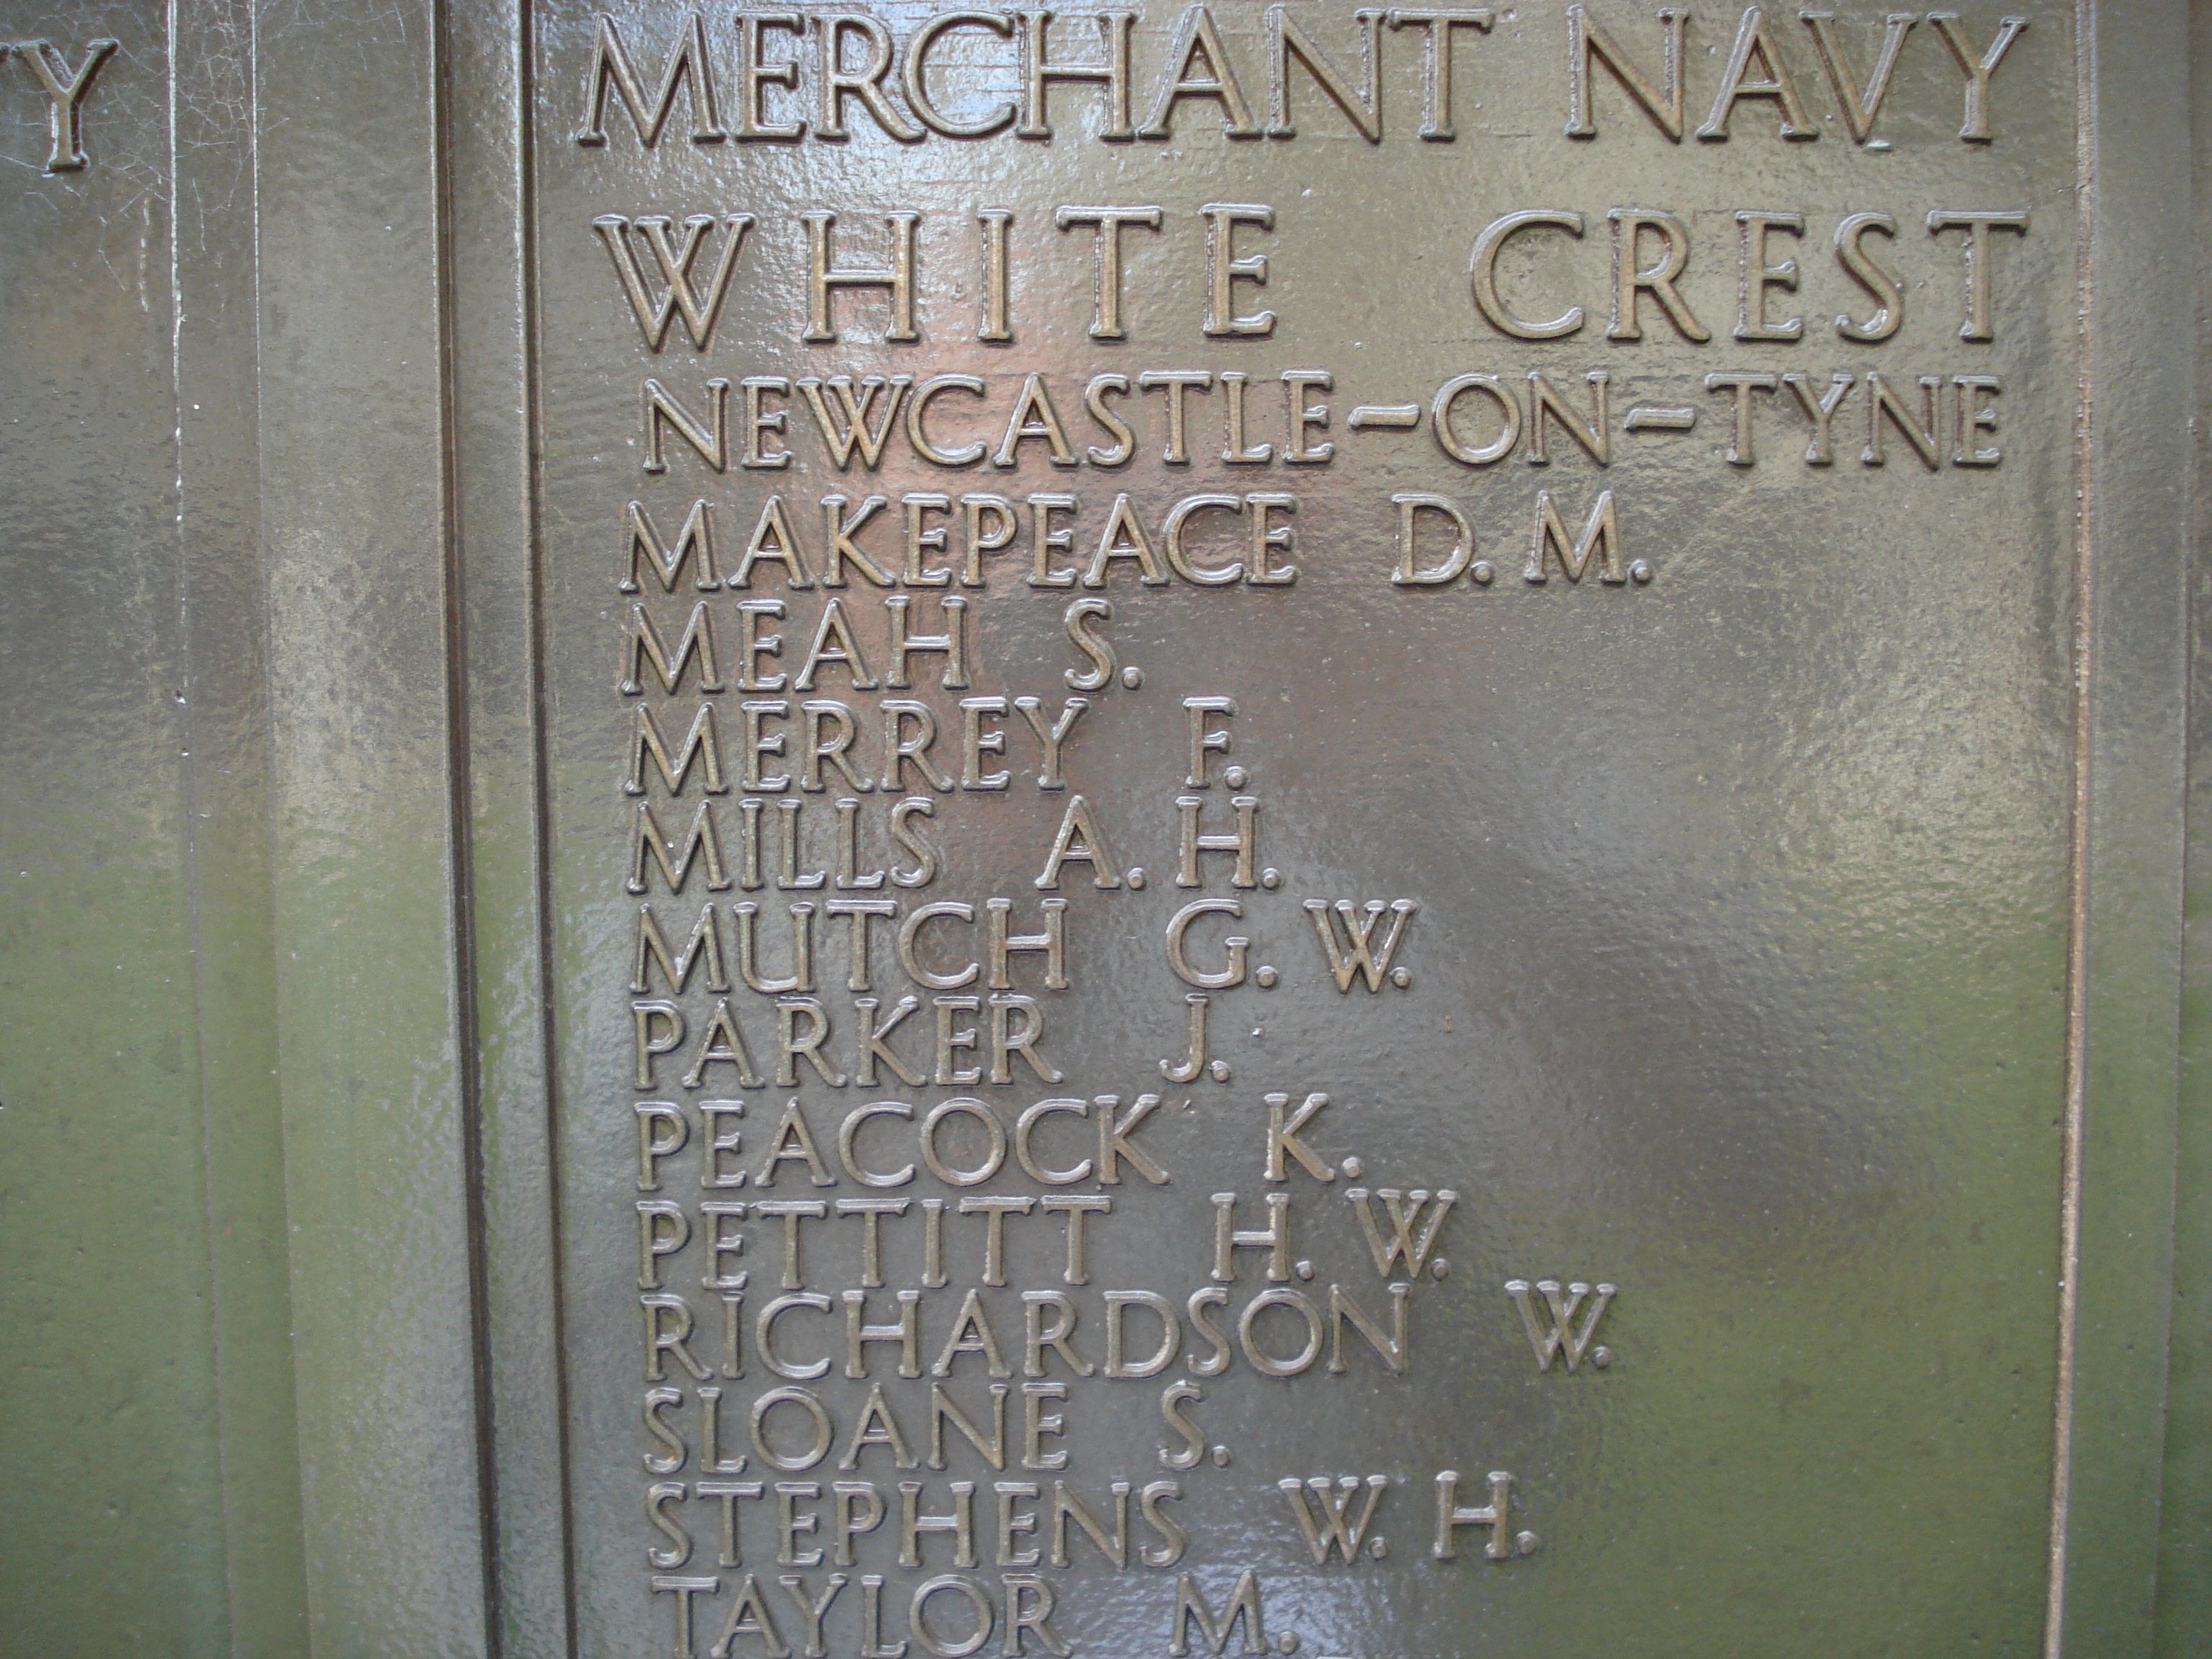 MERCHANT NAVY
WHITE CREST
NEWCASTLE-ON-TYNE
MAKEPEACE D. M.
MEAH S.
MERREY F.
MILLS A. H.
MUTCH G. W.
PARKER J.
PEACOCK K.
PETTITT H. W.
RICHARDSON W.
SLOANE S.
STEPHENS W. H.
TAYLOR M.